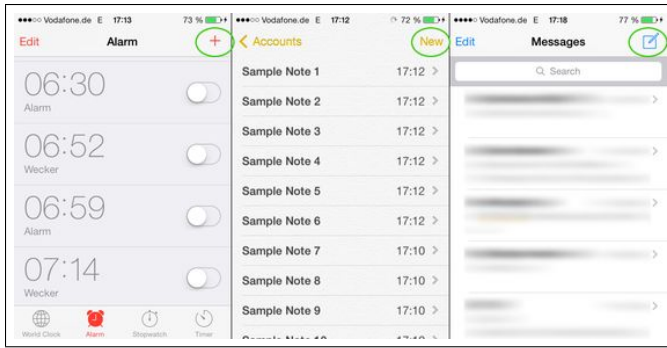 Vodafone.de E 17:13 73 %
Edit Alarm +
06:30
Alarm
06:52
Wecker
06:59
Alarm
07:14
Wecker
World Clock Alarm Stopwatch Timer
Vodafone.de E 17:12 72 %
Accounts New
Sample Note 1 17:12
Sample Note 2 17:12
Sample Note 3 17:12
Sample Note 4 17:12
Sample Note 5 17:12
Sample Note 6 17:12
Sample Note 7 17:10
Sample Note 8 17:10
Sample Note 9 17:10
Sample Note 10
Vodafone.de E 17:18 77 %
Edit Messages
Search